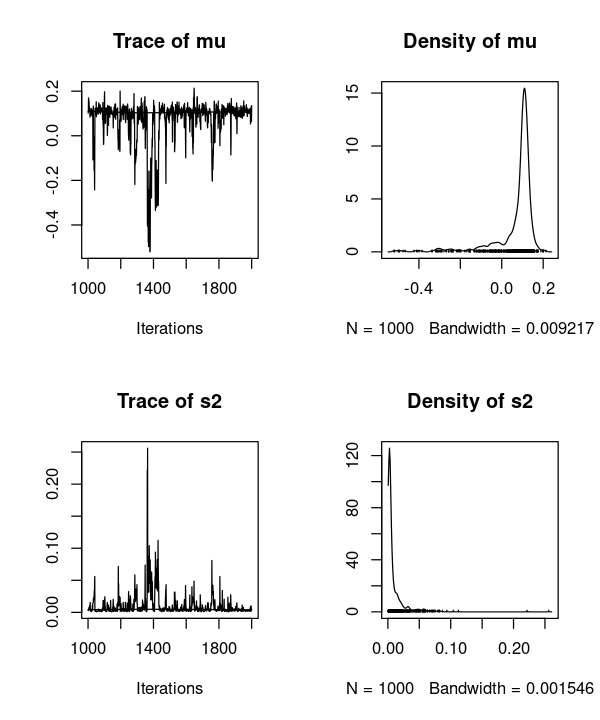 Trace of mu
0.2
0.0
-0.2
-0.4
1000 1400 1800
Iterations
Density of mu
15
10
5
0
-0.4 0.0 0.2
N = 1000 Bandwidth = 0.009217
Trace of s2
0.20
0.10
0.00
1000 1400 1800
Iterations
Density of s2
120
80
40
0
0.00 0.10 0.20
N = 1000 Bandwidth = 0.001546